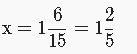 x = 1 6/15 = 1 2/5